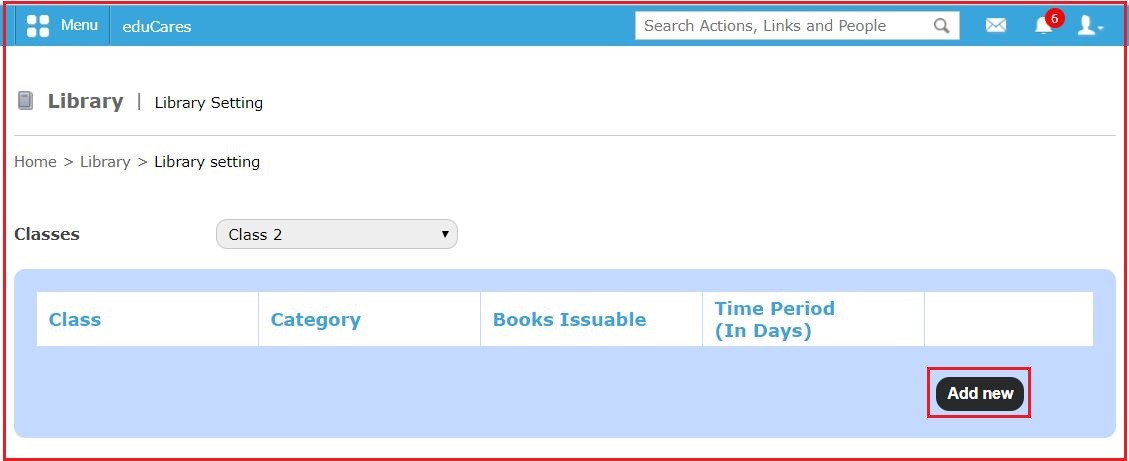 Menu eduCares Search Actions, Links and People 6
Library | Library Setting
Home > Library > Library setting
Classes Class 2
Class Category Books Issuable Time Period
(In Days)
Add new